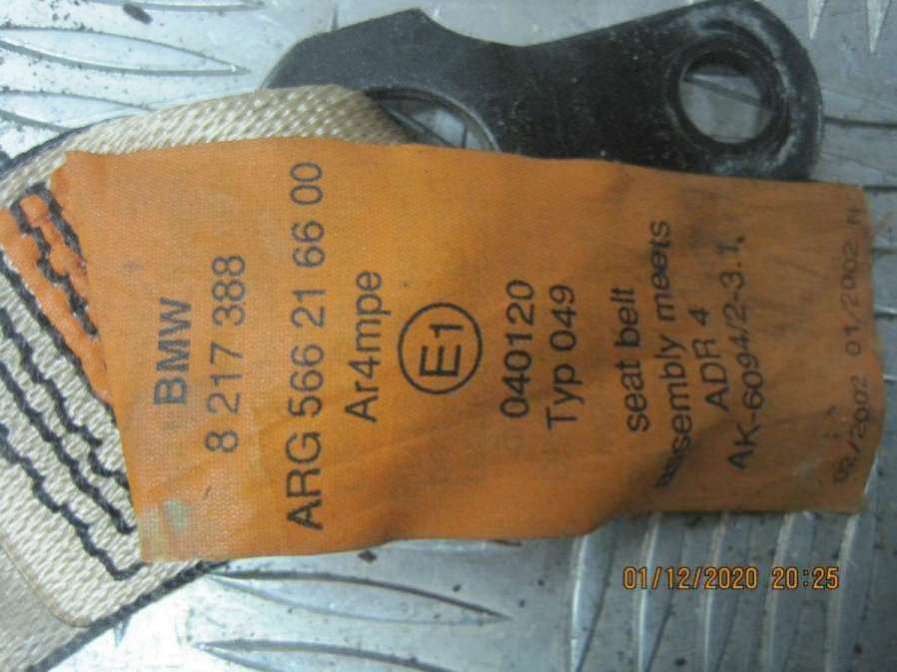 BMW
8 217 388
ARG 566 21 66 00
Ar4mpe
E1
040120
Typ 049
seat belt
assembly meets
ADR 4
AK-6094/2-3-1.
/2002 01/2002
01/12/2020 20:25